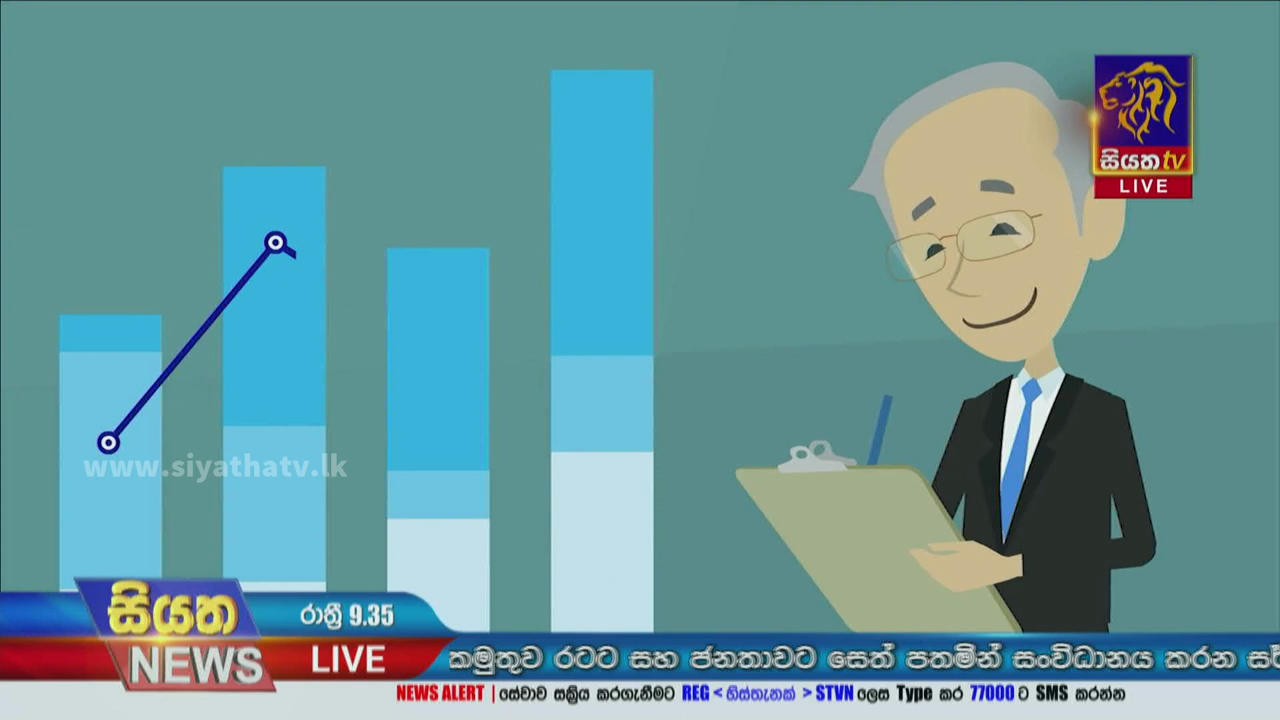 සියත tv
LIVE
www.siyathatv.lk
සියත
NEWS
රාත්‍රී 9.35
LIVE
කමුතුව රටට සහ ජනතාවට සෙත් පතමින් සංවිධානය කරන
NEWS ALERT | සේවාව සක්‍රිය කරගැනීමට REG < හිස්තැනක් > STVN ලෙස Type කර 77000 ට SMS කරන්න